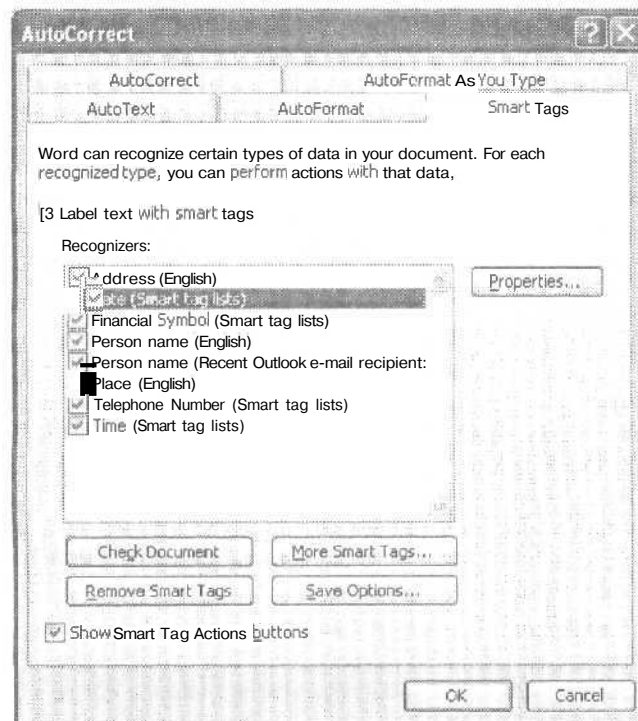 AutoCorrect
AutoCorrect AutoFormat As You Type
AutoText AutoFormat Smart Tags
Word can recognize certain types of data in your document. For each
recognized type, you can perform actions with that data,
[3 Label text with smart tags
Recognizers:
Address (English)
ate (Smart tag lists)
Properties...
Financial Symbol (Smart tag lists)
Person name (English)
Person name (Recent Outlook e-mail recipient:
Place (English)
Telephone Number (Smart tag lists)
Time (Smart tag lists)
Check Document More Smart Tags...
Remove Smart Tags Save Options...
Show Smart Tag Actions buttons
OK Cancel